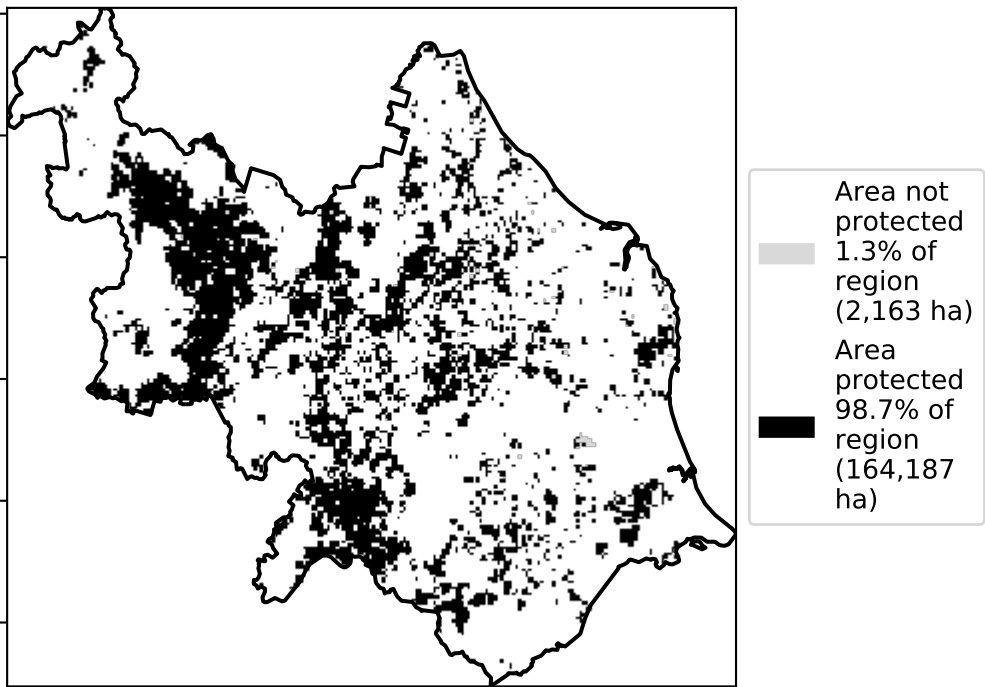 Area not
protected
1.3% of
region
(2,163 ha)
Area
protected
98.7% of
region
(164,187
ha)